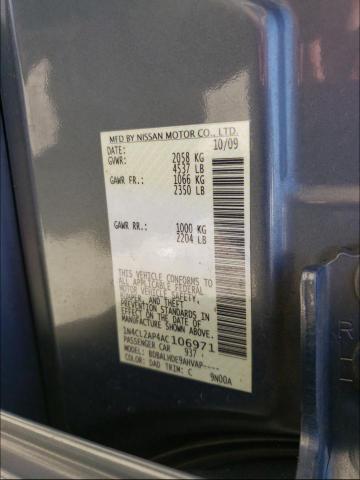 MFD BY NISSAN MOTOR CO., LTD.
DATE: 10/09
GVWR: 2058 KG
4537 LB
GAWR FR.: 1066 KG
2350 LB
GAWR RR.: 1000 KG
2204 LB
THIS VEHICLE CONFORMS TO
ALL APPLICABLE FEDERAL
MOTOR VEHICLE SAFETY,
BUMPER AND THEFT
PREVENTION STANDARDS IN
EFFECT ON THE DATE OF
MANUFACTURE SHOWN ABOVE.
1N4CL2AP4AC106971
PASSENGER CAR 937
MODEL: BDBALHDE9AHVAP----
COLOR: DAD TRIM: C 9N00A